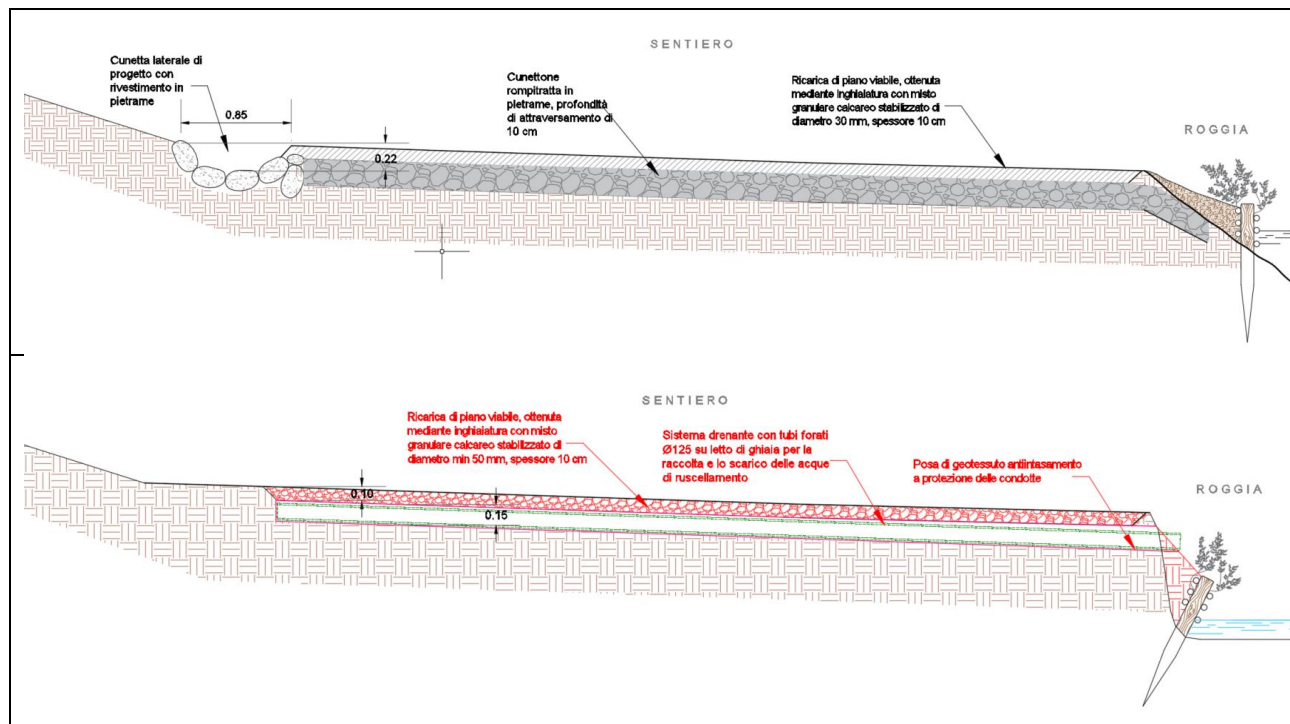 SENTIERO
Cunetta laterale di
progetto con
rivestimento in
pietrame
Cunettone
rompitratta in
pietrame, profondità
di attraversamento di
10 cm
Ricarica di piano viabile, ottenuta
mediante inghiaiatura con misto
granulare calcareo stabilizzato di
diametro 30 mm, spessore 10 cm
0.85
0.22
ROGGIA
SENTIERO
Ricarica di piano viabile, ottenuta
mediante inghiaiatura con misto
granulare calcareo stabilizzato di
diametro min 50 mm, spessore 10 cm
Sistema drenante con tubi forati
Ø125 su letto di ghiaia per la
raccolta e lo scarico delle acque
di ruscellamento
Posa di geotessuto antiintasamento
a protezione delle condotte
ROGGIA
0.10
0.15